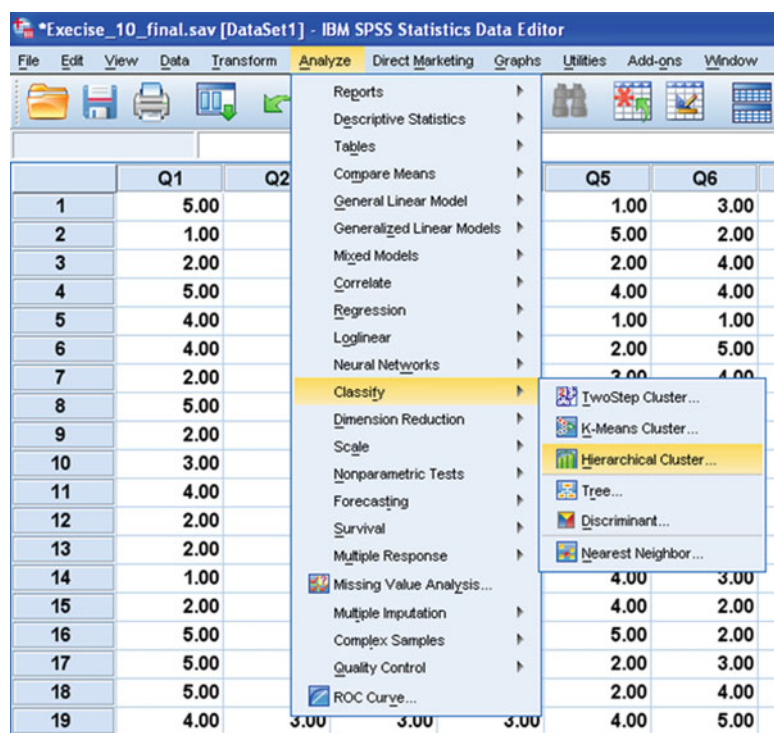 *Execise_10_final.sav [DataSet1] - IBM SPSS Statistics Data Editor
File Edit View Data Transform Analyze Direct Marketing Graphs Utilities Add-ons Window
Reports
Descriptive Statistics
Tables
Compare Means
General Linear Model
Generalized Linear Models
Mixed Models
Correlate
Regression
Loglinear
Neural Networks
Classify
Dimension Reduction
Scale
Nonparametric Tests
Forecasting
Survival
Multiple Response
Missing Value Analysis...
Multiple Imputation
Complex Samples
Quality Control
ROC Curve...
TwoStep Cluster...
K-Means Cluster...
Hierarchical Cluster...
Tree...
Discriminant...
Nearest Neighbor...
Q1 Q2 Q5 Q6
1 5.00 1.00 3.00
2 1.00 5.00 2.00
3 2.00 2.00 4.00
4 5.00 4.00 4.00
5 4.00 1.00 1.00
6 4.00 2.00 5.00
7 2.00 3.00 4.00
8 5.00
9 2.00
10 3.00
11 4.00
12 2.00
13 2.00
14 1.00 4.00 3.00
15 2.00 4.00 2.00
16 5.00 5.00 2.00
17 5.00 2.00 3.00
18 5.00 2.00 4.00
19 4.00 3.00 3.00 3.00 4.00 5.00